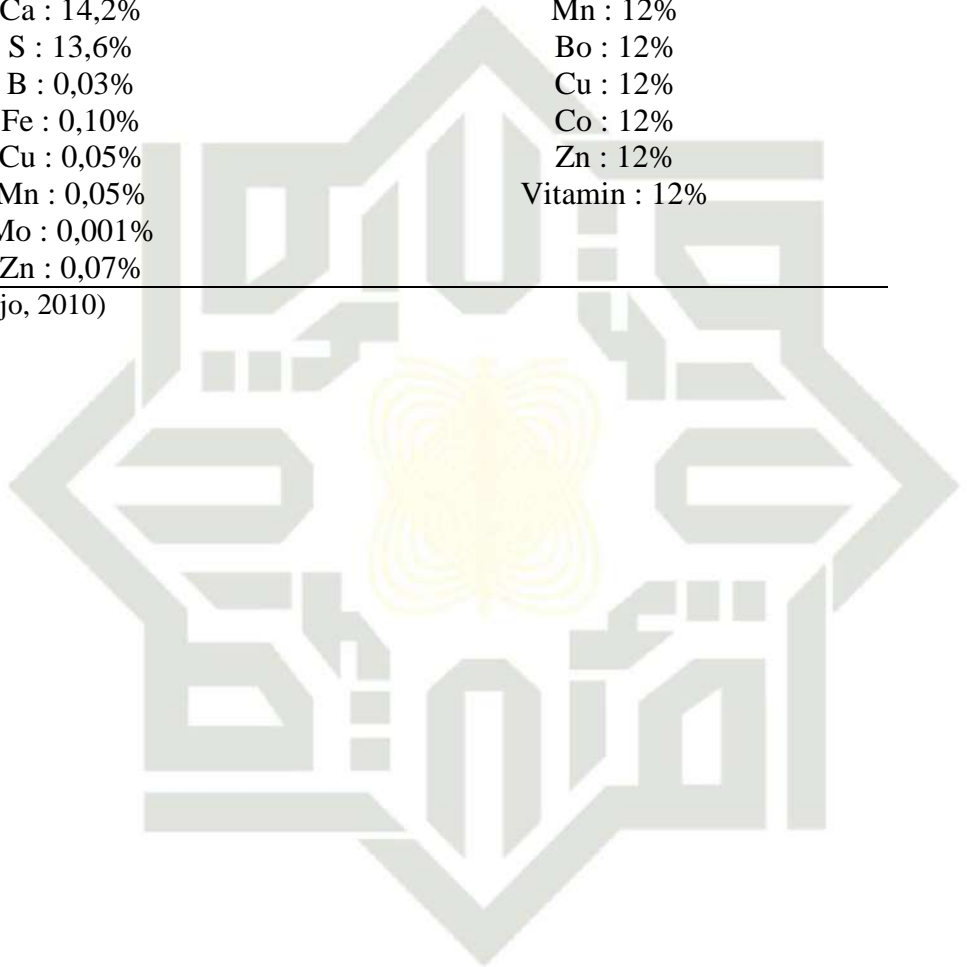 Ca : 14,2% Mn : 12%
S : 13,6% Bo : 12%
B : 0,03% Cu : 12%
Fe : 0,10% Co : 12%
Cu : 0,05% Zn : 12%
Mn : 0,05% Vitamin : 12%
Mo : 0,001%
Zn : 0,07%
jo, 2010)